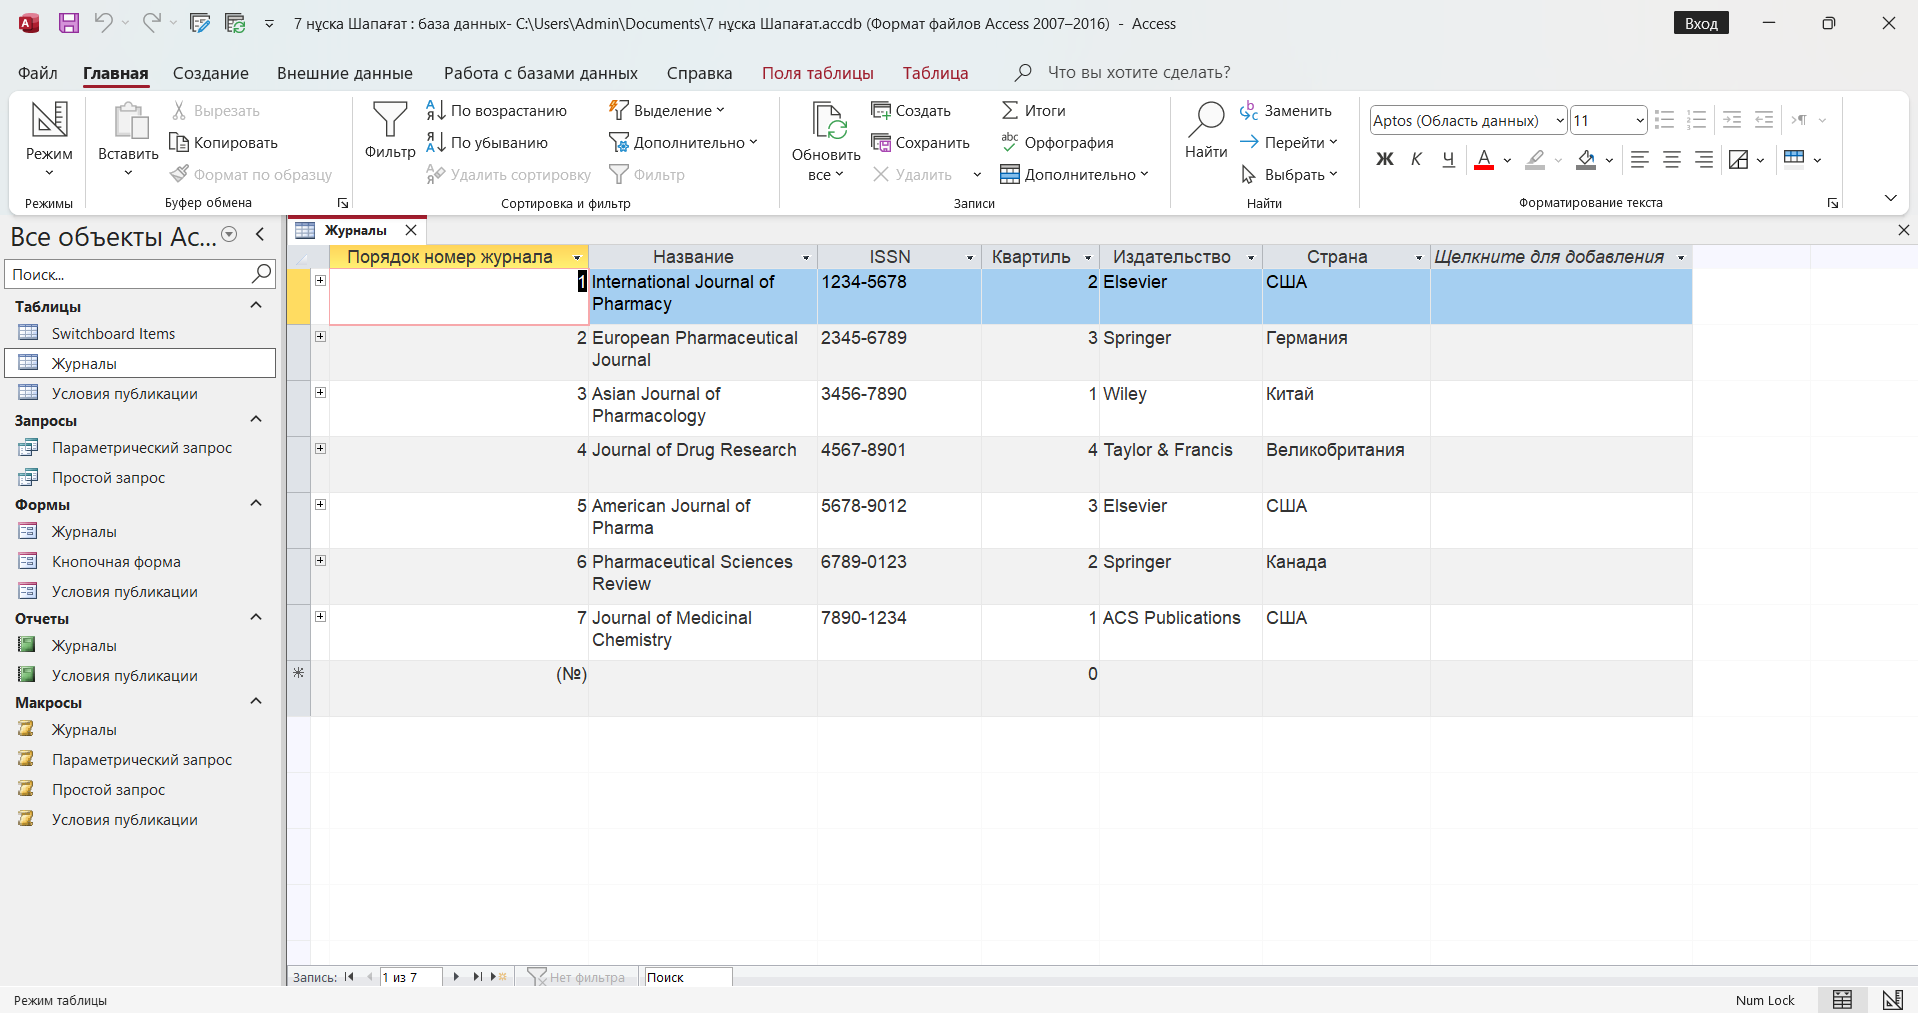 7 нұска Шапағат : база данных- C:\Users\Admin\Documents\7 нұска Шапағат.accdb (Формат файлов Access 2007–2016) - Access
Вход
Файл
Главная
Создание
Внешние данные
Работа с базами данных
Справка
Поля таблицы
Таблица
Что вы хотите сделать?
Режим
Режимы
Вставить
Вырезать
Копировать
Формат по образцу
Буфер обмена
Фильтр
По возрастанию
По убыванию
Удалить сортировку
Выделение
Дополнительно
Фильтр
Сортировка и фильтр
Обновить
все
Создать
Сохранить
Удалить
Итоги
Орфография
Дополнительно
Записи
Найти
Заменить
Перейти
Выбрать
Найти
Aptos (Область данных)
11
Ж К Ч А
Форматирование текста
Все объекты Ac...
Поиск...
Таблицы
Switchboard Items
Журналы
Условия публикации
Запросы
Параметрический запрос
Простой запрос
Формы
Журналы
Кнопочная форма
Условия публикации
Отчеты
Журналы
Условия публикации
Макросы
Журналы
Параметрический запрос
Простой запрос
Условия публикации
Журналы
Порядок номер журнала Название ISSN Квартиль Издательство Страна Щелкните для добавления
1 International Journal of 1234-5678 2 Elsevier США
Pharmacy
2 European Pharmaceutical 2345-6789 3 Springer Германия
Journal
3 Asian Journal of 3456-7890 1 Wiley Китай
Pharmacology
4 Journal of Drug Research 4567-8901 4 Taylor & Francis Великобритания
5 American Journal of 5678-9012 3 Elsevier США
Pharma
6 Pharmaceutical Sciences 6789-0123 2 Springer Канада
Review
7 Journal of Medicinal 7890-1234 1 ACS Publications США
Chemistry
(№) 0
Запись: 1 из 7 Нет фильтра Поиск
Режим таблицы
Num Lock